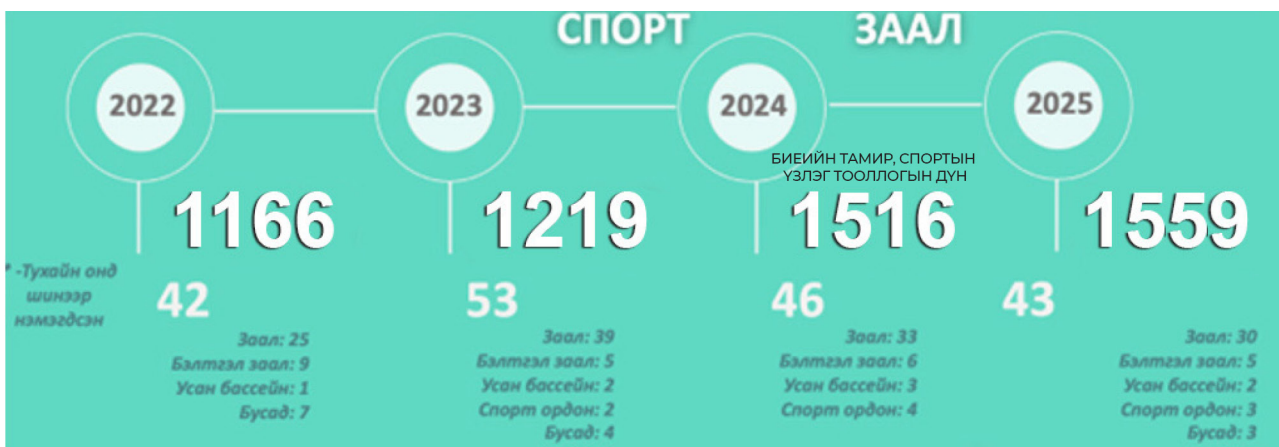 СПОРТ ЗААЛ
2022 2023 2024 2025
БИЕИЙН ТАМИР, СПОРТЫН
ҮЗЛЭГ ТООЛЛОГЫН ДҮН
1166 1219 1516 1559
* -Тухайн онд
шинээр
нэмэгдсэн
42 53 46 43
Заал: 25
Бэлтгэл заал: 9
Усан бассейн: 1
Бусад: 7
Заал: 39
Бэлтгэл заал: 5
Усан бассейн: 2
Спорт ордон: 2
Бусад: 4
Заал: 33
Бэлтгэл заал: 6
Усан бассейн: 3
Спорт ордон: 4
Заал: 30
Бэлтгэл заал: 5
Усан бассейн: 2
Спорт ордон: 3
Бусад: 3